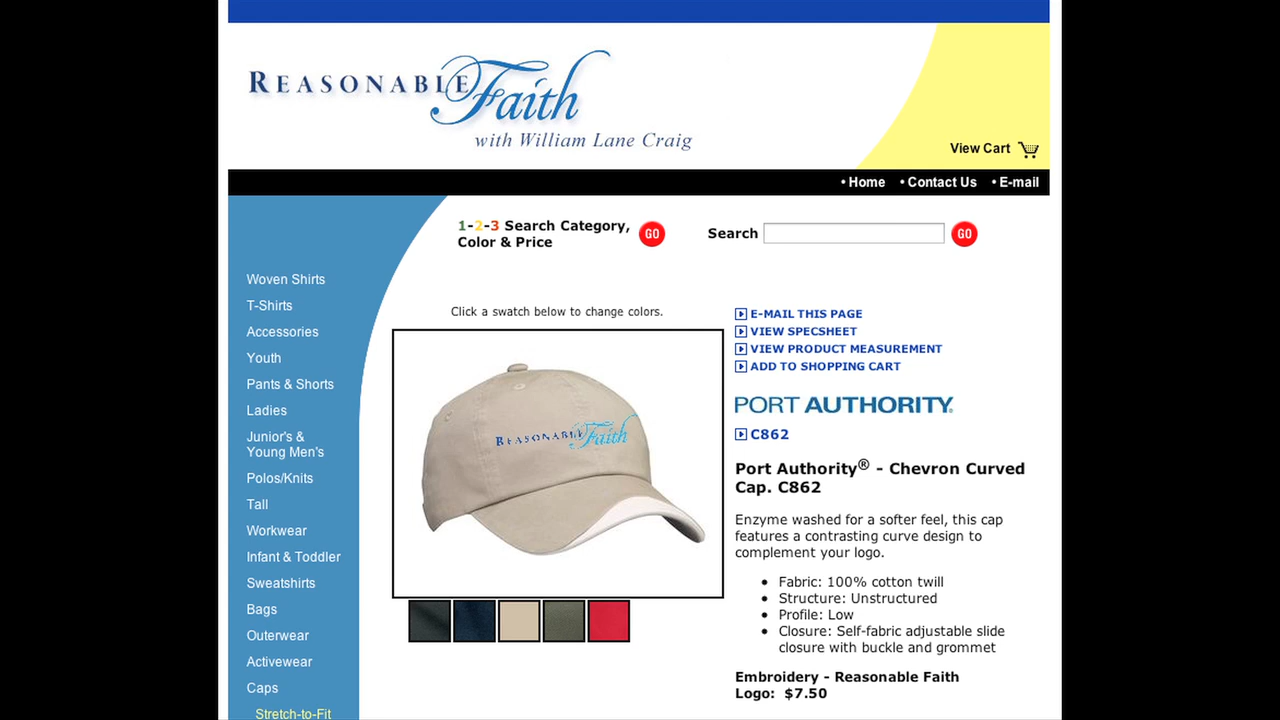 REASONABLE Faith
with William Lane Craig
View Cart
• Home • Contact Us • E-mail
1-2-3 Search Category,
Color & Price
GO
Search
GO
Woven Shirts
T-Shirts
Accessories
Youth
Pants & Shorts
Ladies
Junior's &
Young Men's
Polos/Knits
Tall
Workwear
Infant & Toddler
Sweatshirts
Bags
Outerwear
Activewear
Caps
Stretch-to-Fit
Click a swatch below to change colors.
REASONABLE Faith
E-MAIL THIS PAGE
VIEW SPECSHEET
VIEW PRODUCT MEASUREMENT
ADD TO SHOPPING CART
PORT AUTHORITY®
C862
Port Authority® - Chevron Curved
Cap. C862
Enzyme washed for a softer feel, this cap
features a contrasting curve design to
complement your logo.
• Fabric: 100% cotton twill
• Structure: Unstructured
• Profile: Low
• Closure: Self-fabric adjustable slide
closure with buckle and grommet
Embroidery - Reasonable Faith
Logo: $7.50